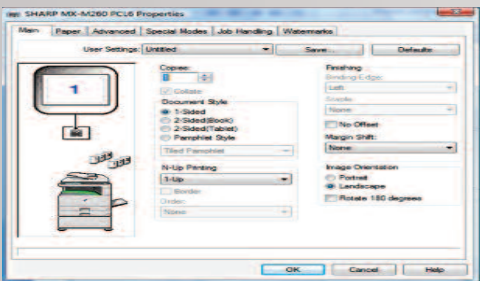 SHARP MX-M260 PCL6 Properties
Main Paper Advanced Special Modes Job Handling Watermarks
User Settings: Untitled Save... Defaults
Copies:
Collate
Document Style
1-Sided
2-Sided(Book)
2-Sided(Tablet)
Pamphlet Style
Tiled Pamphlet
N-Up Printing:
1-Up
Border
Order:
None
Finishing
Binding Edge:
Left
Staple:
None
No Offset
Margin Shift:
None
Image Orientation
Portrait
Landscape
Rotate 180 degrees
1
OK Cancel Help